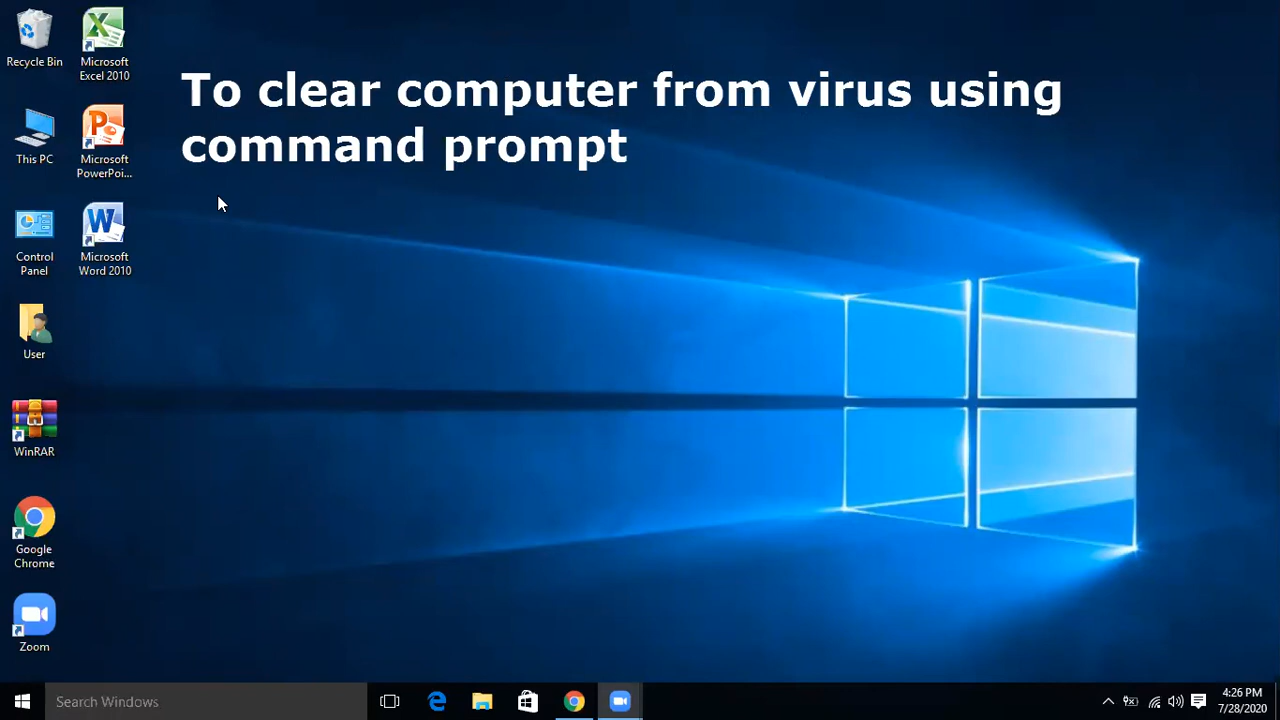 To clear computer from virus using
command prompt
Recycle Bin
Microsoft
Excel 2010
This PC
Microsoft
PowerPoi...
Control
Panel
Microsoft
Word 2010
User
WinRAR
Google
Chrome
Zoom
Search Windows
4:26 PM
7/28/2020